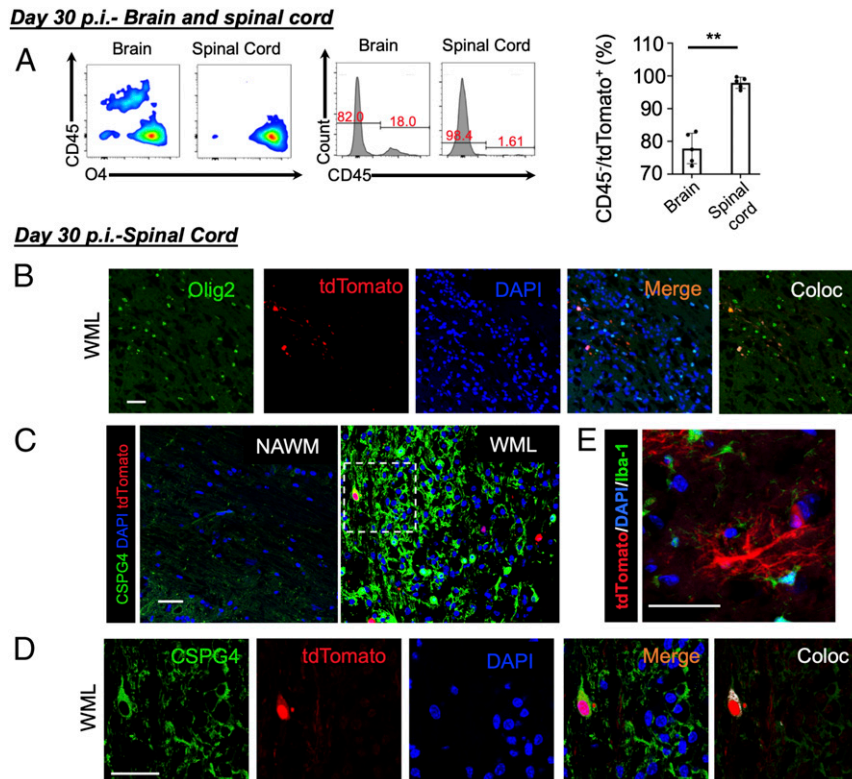 Day 30 p.i.- Brain and spinal cord
A
Brain
Spinal Cord
CD45
O4
Brain
Spinal Cord
Count
82.0
18.0
98.4
1.61
CD45
CD45-/tdTomato+ (%)
**
110
100
90
80
70
Brain
Spinal
cord
Day 30 p.i.-Spinal Cord
B
WML
Olig2
tdTomato
DAPI
Merge
Coloc
C
CSPG4 DAPI tdTomato
NAWM
WML
E
tdTomato/DAPI/Iba-1
D
WML
CSPG4
tdTomato
DAPI
Merge
Coloc